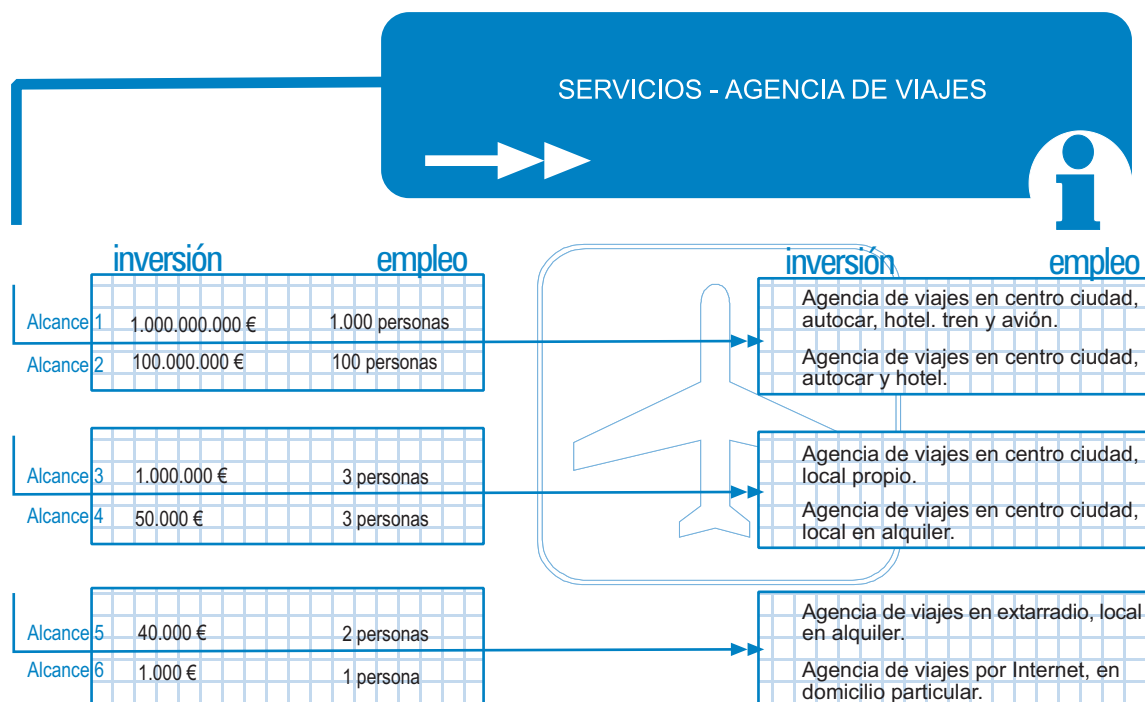 SERVICIOS - AGENCIA DE VIAJES
inversión empleo
inversión empleo
Alcance 1 1.000.000.000 € 1.000 personas
Agencia de viajes en centro ciudad,
autocar, hotel. tren y avión.
Alcance 2 100.000.000 € 100 personas
Agencia de viajes en centro ciudad,
autocar y hotel.
Alcance 3 1.000.000 € 3 personas
Agencia de viajes en centro ciudad,
local propio.
Alcance 4 50.000 € 3 personas
Agencia de viajes en centro ciudad,
local en alquiler.
Alcance 5 40.000 € 2 personas
Agencia de viajes en extarradio, local
en alquiler.
Alcance 6 1.000 € 1 persona
Agencia de viajes por Internet, en
domicilio particular.